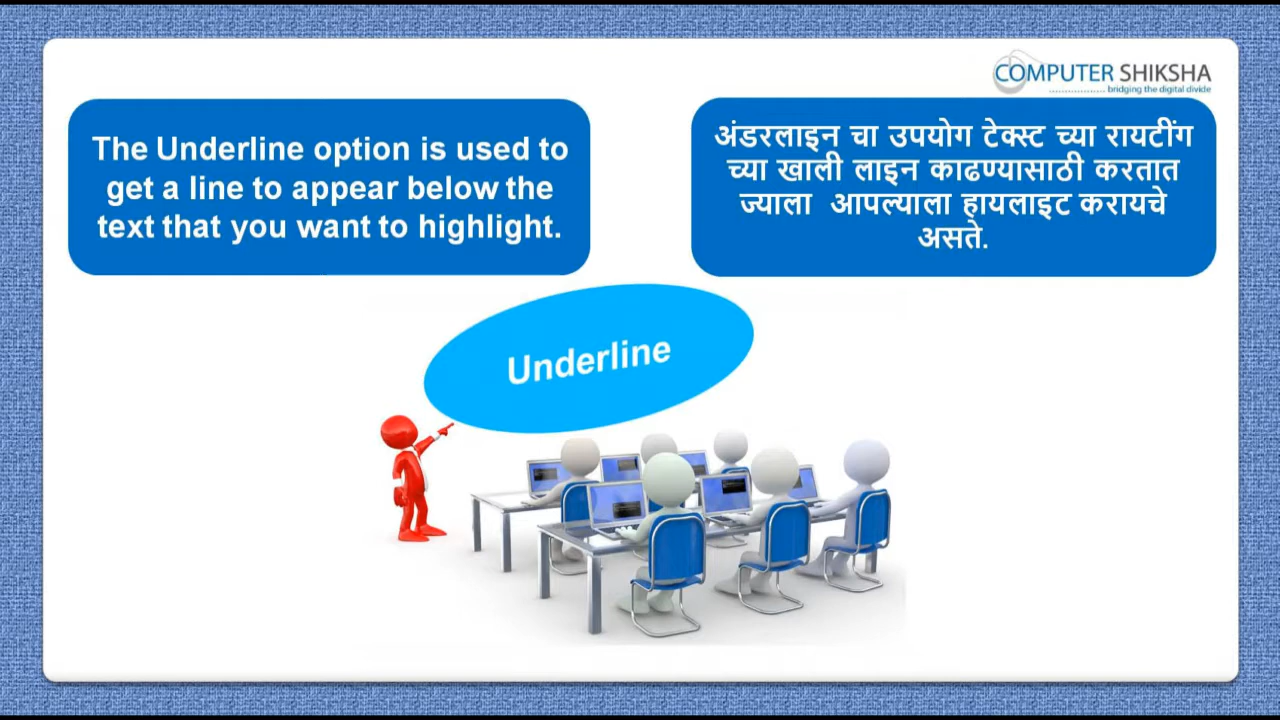 COMPUTER SHIKSHA
bridging the digital divide
The Underline option is used to
get a line to appear below the
text that you want to highlight.
अंडरलाइन चा उपयोग टेक्स्ट च्या रायटींग
च्या खाली लाइन काढण्यासाठी करतात
ज्याला आपल्याला हायलाइट करायचे
असते.
Underline